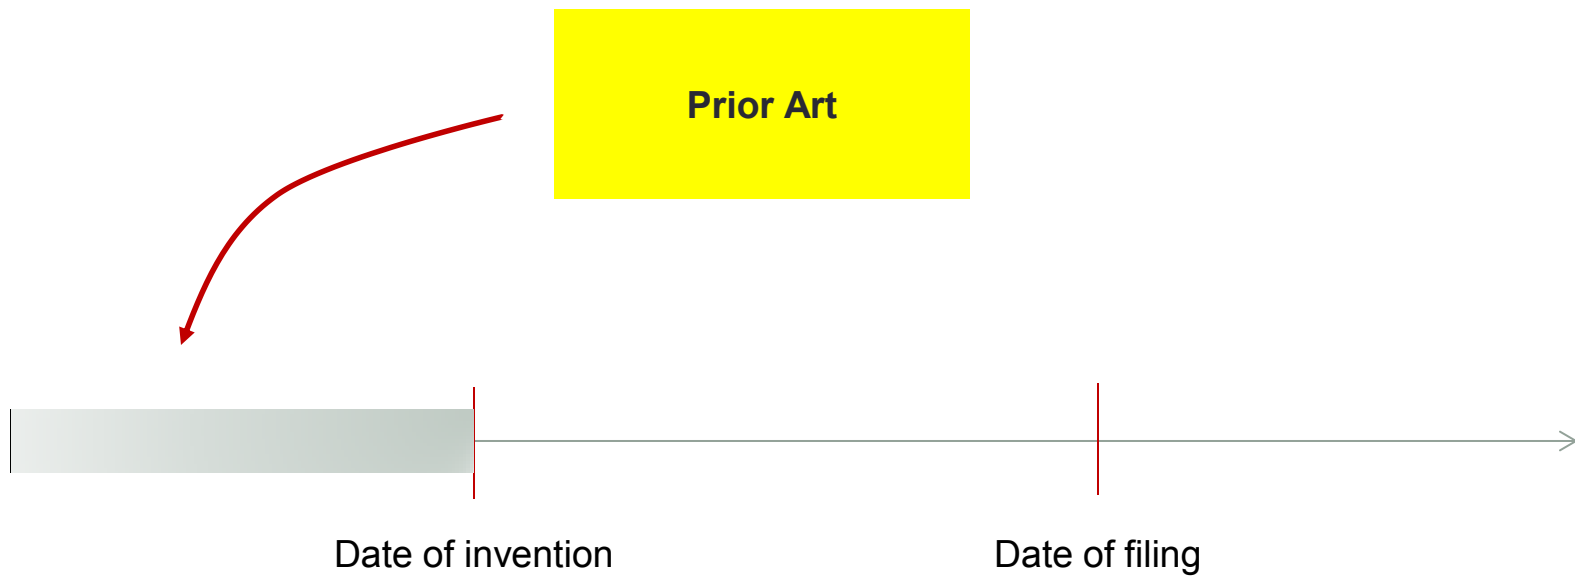 Prior Art
Date of invention
Date of filing